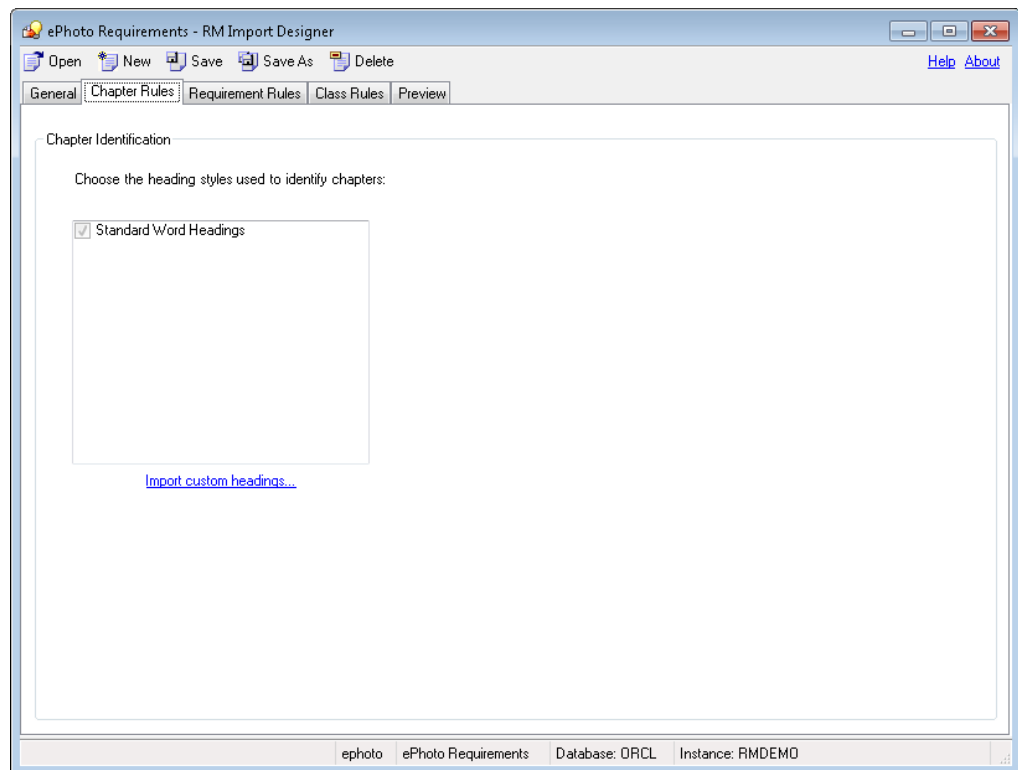 ePhoto Requirements - RM Import Designer
Open New Save Save As Delete Help About
General Chapter Rules Requirement Rules Class Rules Preview
Chapter Identification
Choose the heading styles used to identify chapters:
Standard Word Headings
Import custom headings...
ephoto ePhoto Requirements Database: ORCL Instance: RMDEMO